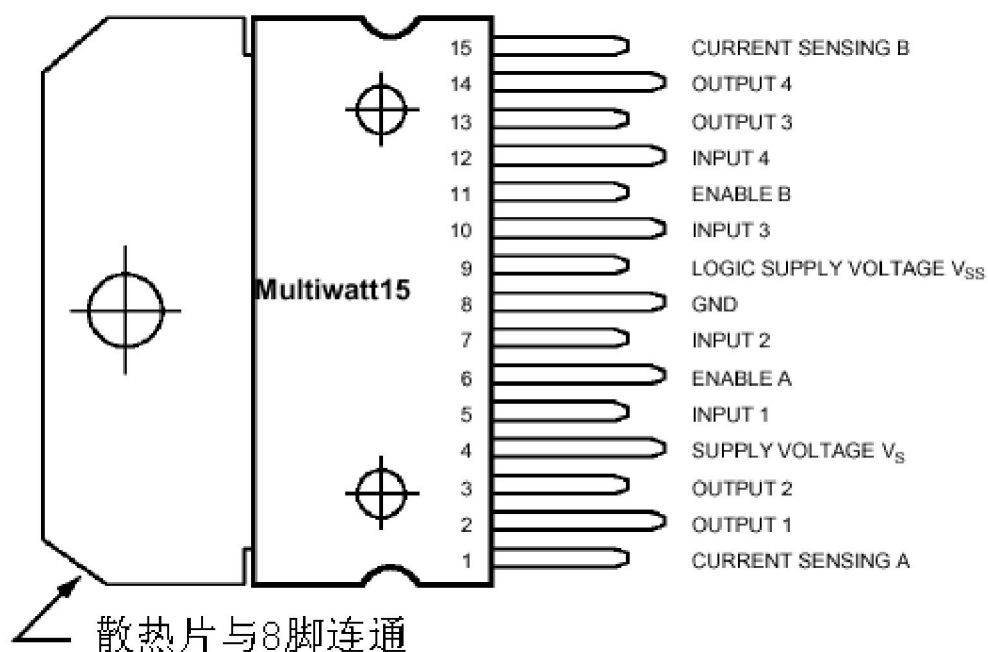 15 CURRENT SENSING B
14 OUTPUT 4
13 OUTPUT 3
12 INPUT 4
11 ENABLE B
10 INPUT 3
9 LOGIC SUPPLY VOLTAGE VSS
Multiwatt15
8 GND
7 INPUT 2
6 ENABLE A
5 INPUT 1
4 SUPPLY VOLTAGE VS
3 OUTPUT 2
2 OUTPUT 1
1 CURRENT SENSING A
散热片与8脚连通